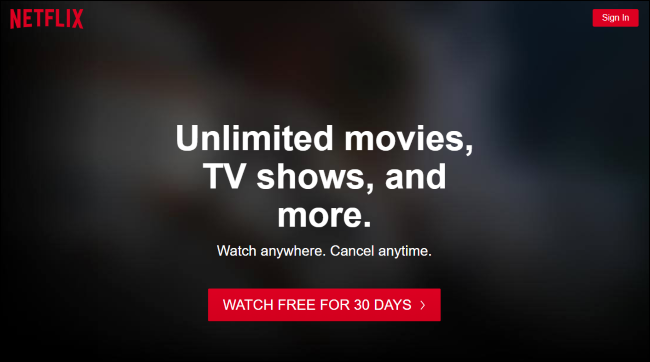 NETFLIX
Sign In
Unlimited movies,
TV shows, and
more.
Watch anywhere. Cancel anytime.
WATCH FREE FOR 30 DAYS >